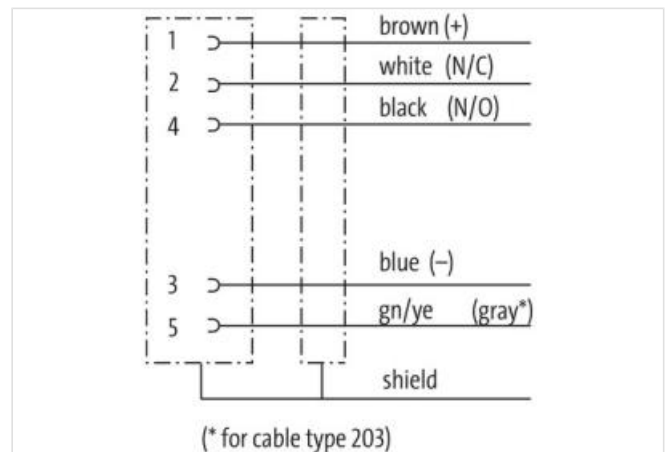 1 brown (+)
2 white (N/C)
4 black (N/O)
3 blue (–)
5 gn/ye (gray*)
shield
(* for cable type 203)